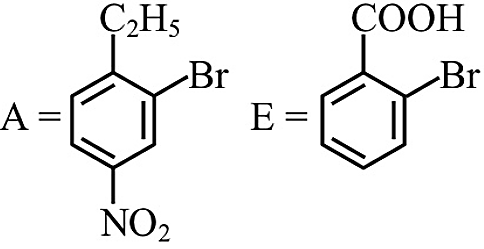 C₂H₅ COOH
Br Br
A = E =
NO₂